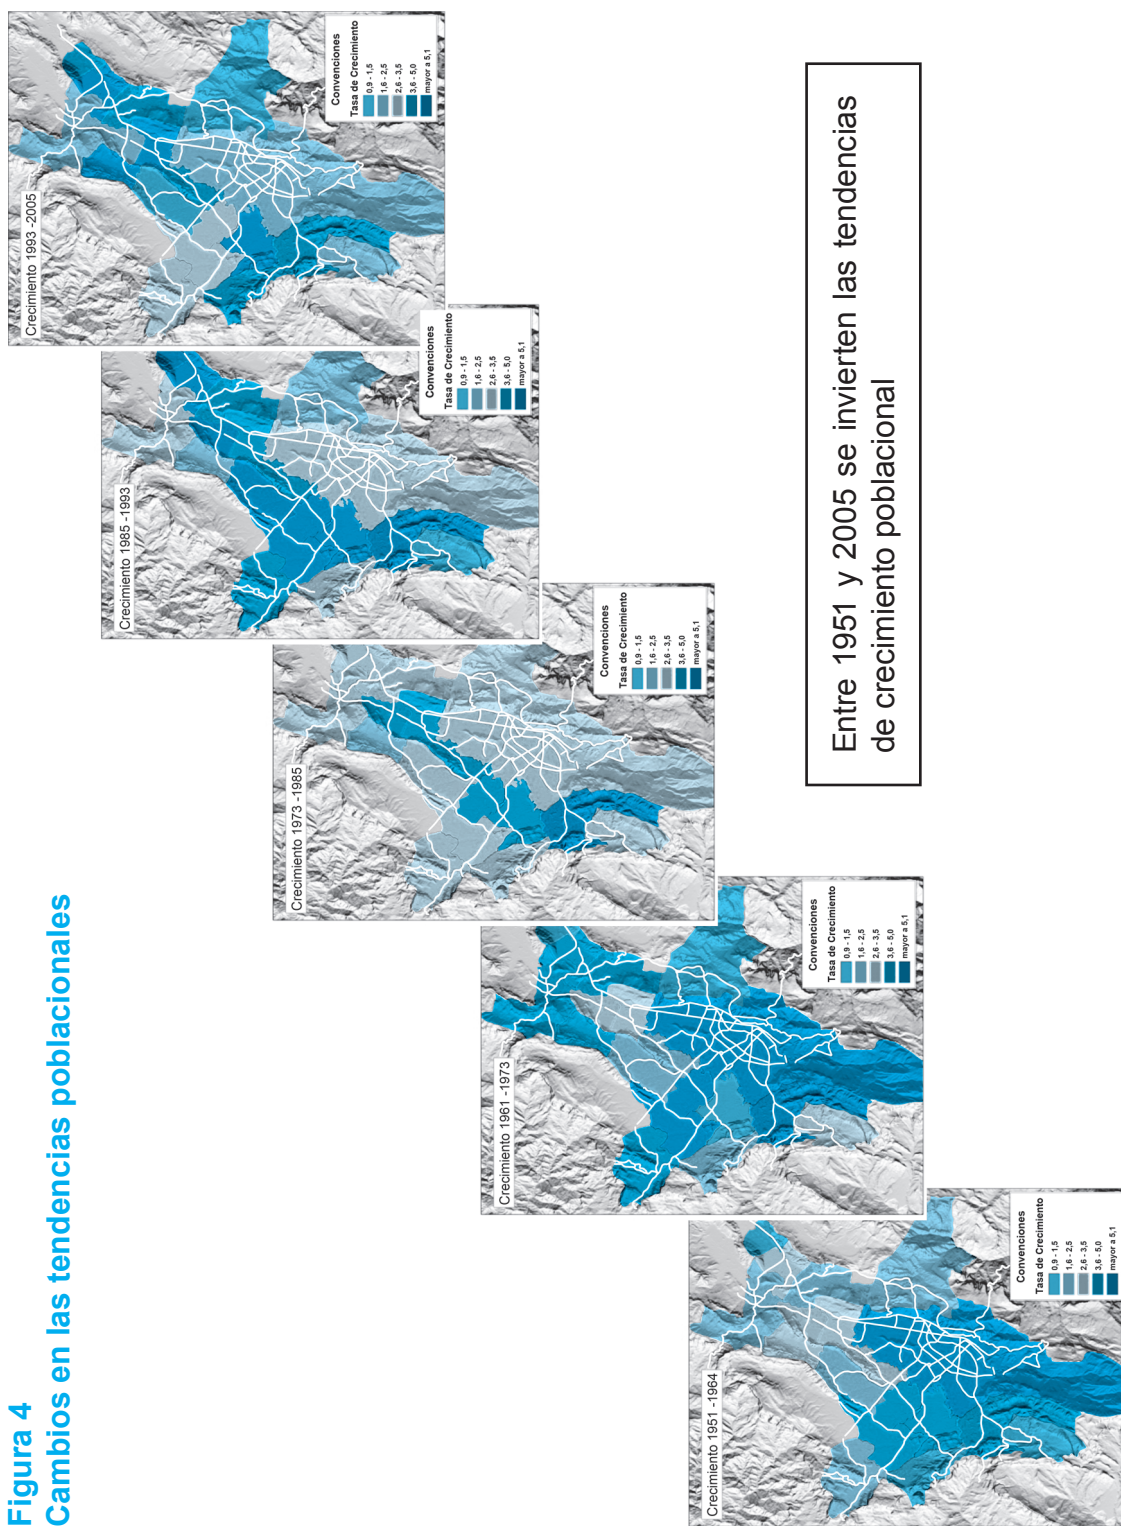 Figura 4
Cambios en las tendencias poblacionales
Crecimiento 1951 -1964
Convenciones
Tasa de Crecimiento
0,9 - 1,5
1,6 - 2,5
2,6 - 3,5
3,6 - 5,0
mayor a 5,1
Crecimiento 1961 -1973
Convenciones
Tasa de Crecimiento
0,9 - 1,5
1,6 - 2,5
2,6 - 3,5
3,6 - 5,0
mayor a 5,1
Crecimiento 1973 -1985
Convenciones
Tasa de Crecimiento
0,9 - 1,5
1,6 - 2,5
2,6 - 3,5
3,6 - 5,0
mayor a 5,1
Crecimiento 1985 -1993
Convenciones
Tasa de Crecimiento
0,9 - 1,5
1,6 - 2,5
2,6 - 3,5
3,6 - 5,0
mayor a 5,1
Crecimiento 1993 -2005
Convenciones
Tasa de Crecimiento
0,9 - 1,5
1,6 - 2,5
2,6 - 3,5
3,6 - 5,0
mayor a 5,1
Entre 1951 y 2005 se invierten las tendencias
de crecimiento poblacional